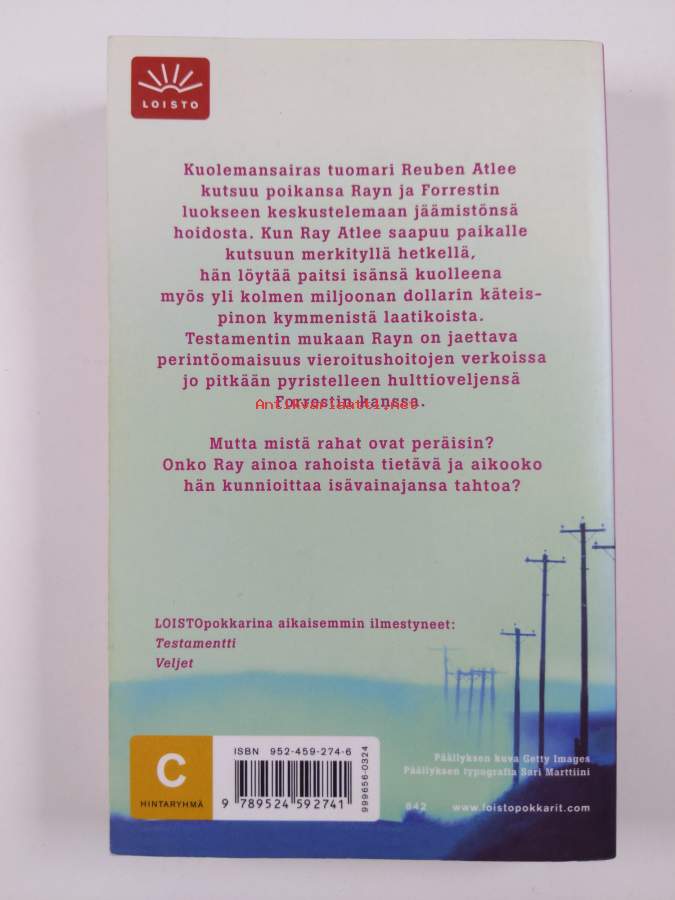 LOISTO
Kuolemansairas tuomari Reuben Atlee
kutsuu poikansa Rayn ja Forrestin
luokseen keskustelemaan jäämistönsä
hoidosta. Kun Ray Atlee saapuu paikalle
kutsuun merkityllä hetkellä,
hän löytää paitsi isänsä kuolleena
myös yli kolmen miljoonan dollarin käteis-
pinon kymmenistä laatikoista.
Testamentin mukaan Rayn on jaettava
perintöomaisuus vieroitushoitojen verkoissa
jo pitkään pyristelleen hulttioveljensä
Forrestin kanssa.
Antikvariaatti.net
Mutta mistä rahat ovat peräisin?
Onko Ray ainoa rahoista tietävä ja aikooko
hän kunnioittaa isävainajansa tahtoa?
LOISTOpokkarina aikaisemmin ilmestyneet:
Testamentti
Veljet
C
HINTARYHMÄ
ISBN 952-459-274-6
9 789524 592741
999656-0324
Päällyksen kuva Getty Images
Päällyksen typografia Sari Marttiini
842 www.loistopokkarit.com